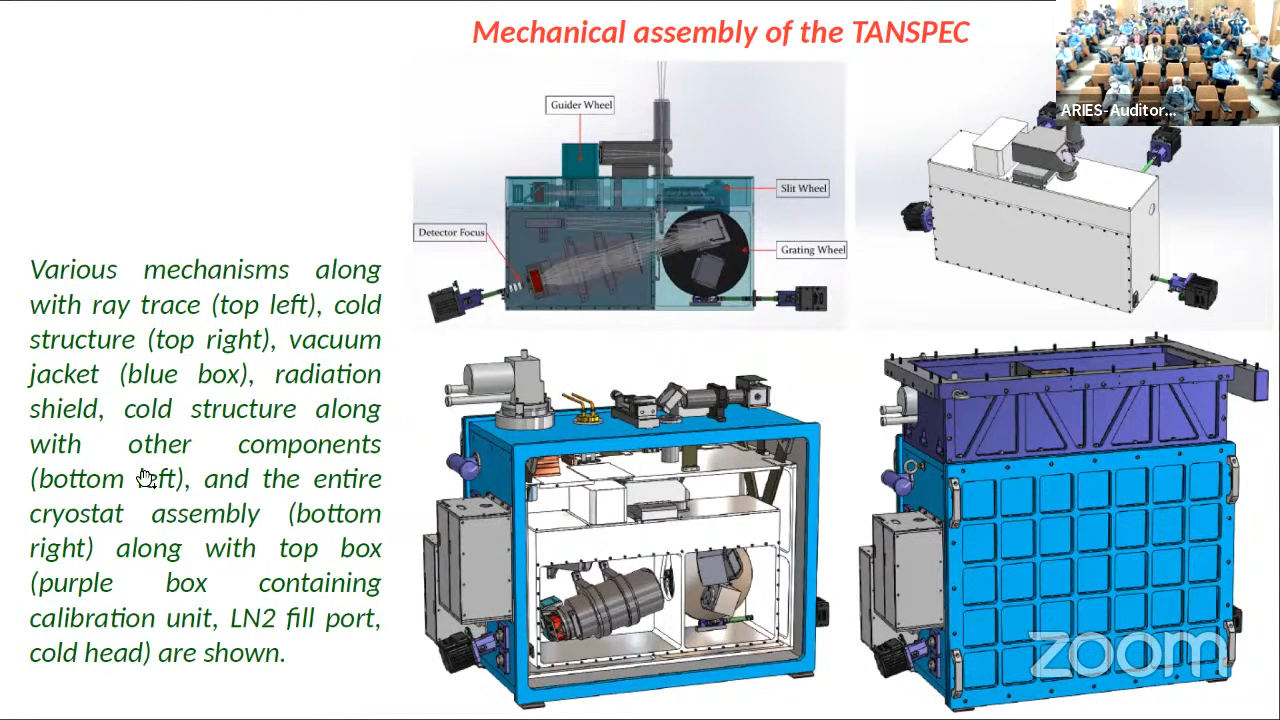 Mechanical assembly of the TANSPEC
ARIES-Auditor...
Guider Wheel
Slit Wheel
Detector Focus
Grating Wheel
Various mechanisms along
with ray trace (top left), cold
structure (top right), vacuum
jacket (blue box), radiation
shield, cold structure along
with other components
(bottom left), and the entire
cryostat assembly (bottom
right) along with top box
(purple box containing
calibration unit, LN2 fill port,
cold head) are shown.
zoom